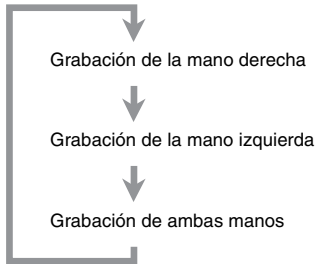 Grabación de la mano derecha
Grabación de la mano izquierda
Grabación de ambas manos